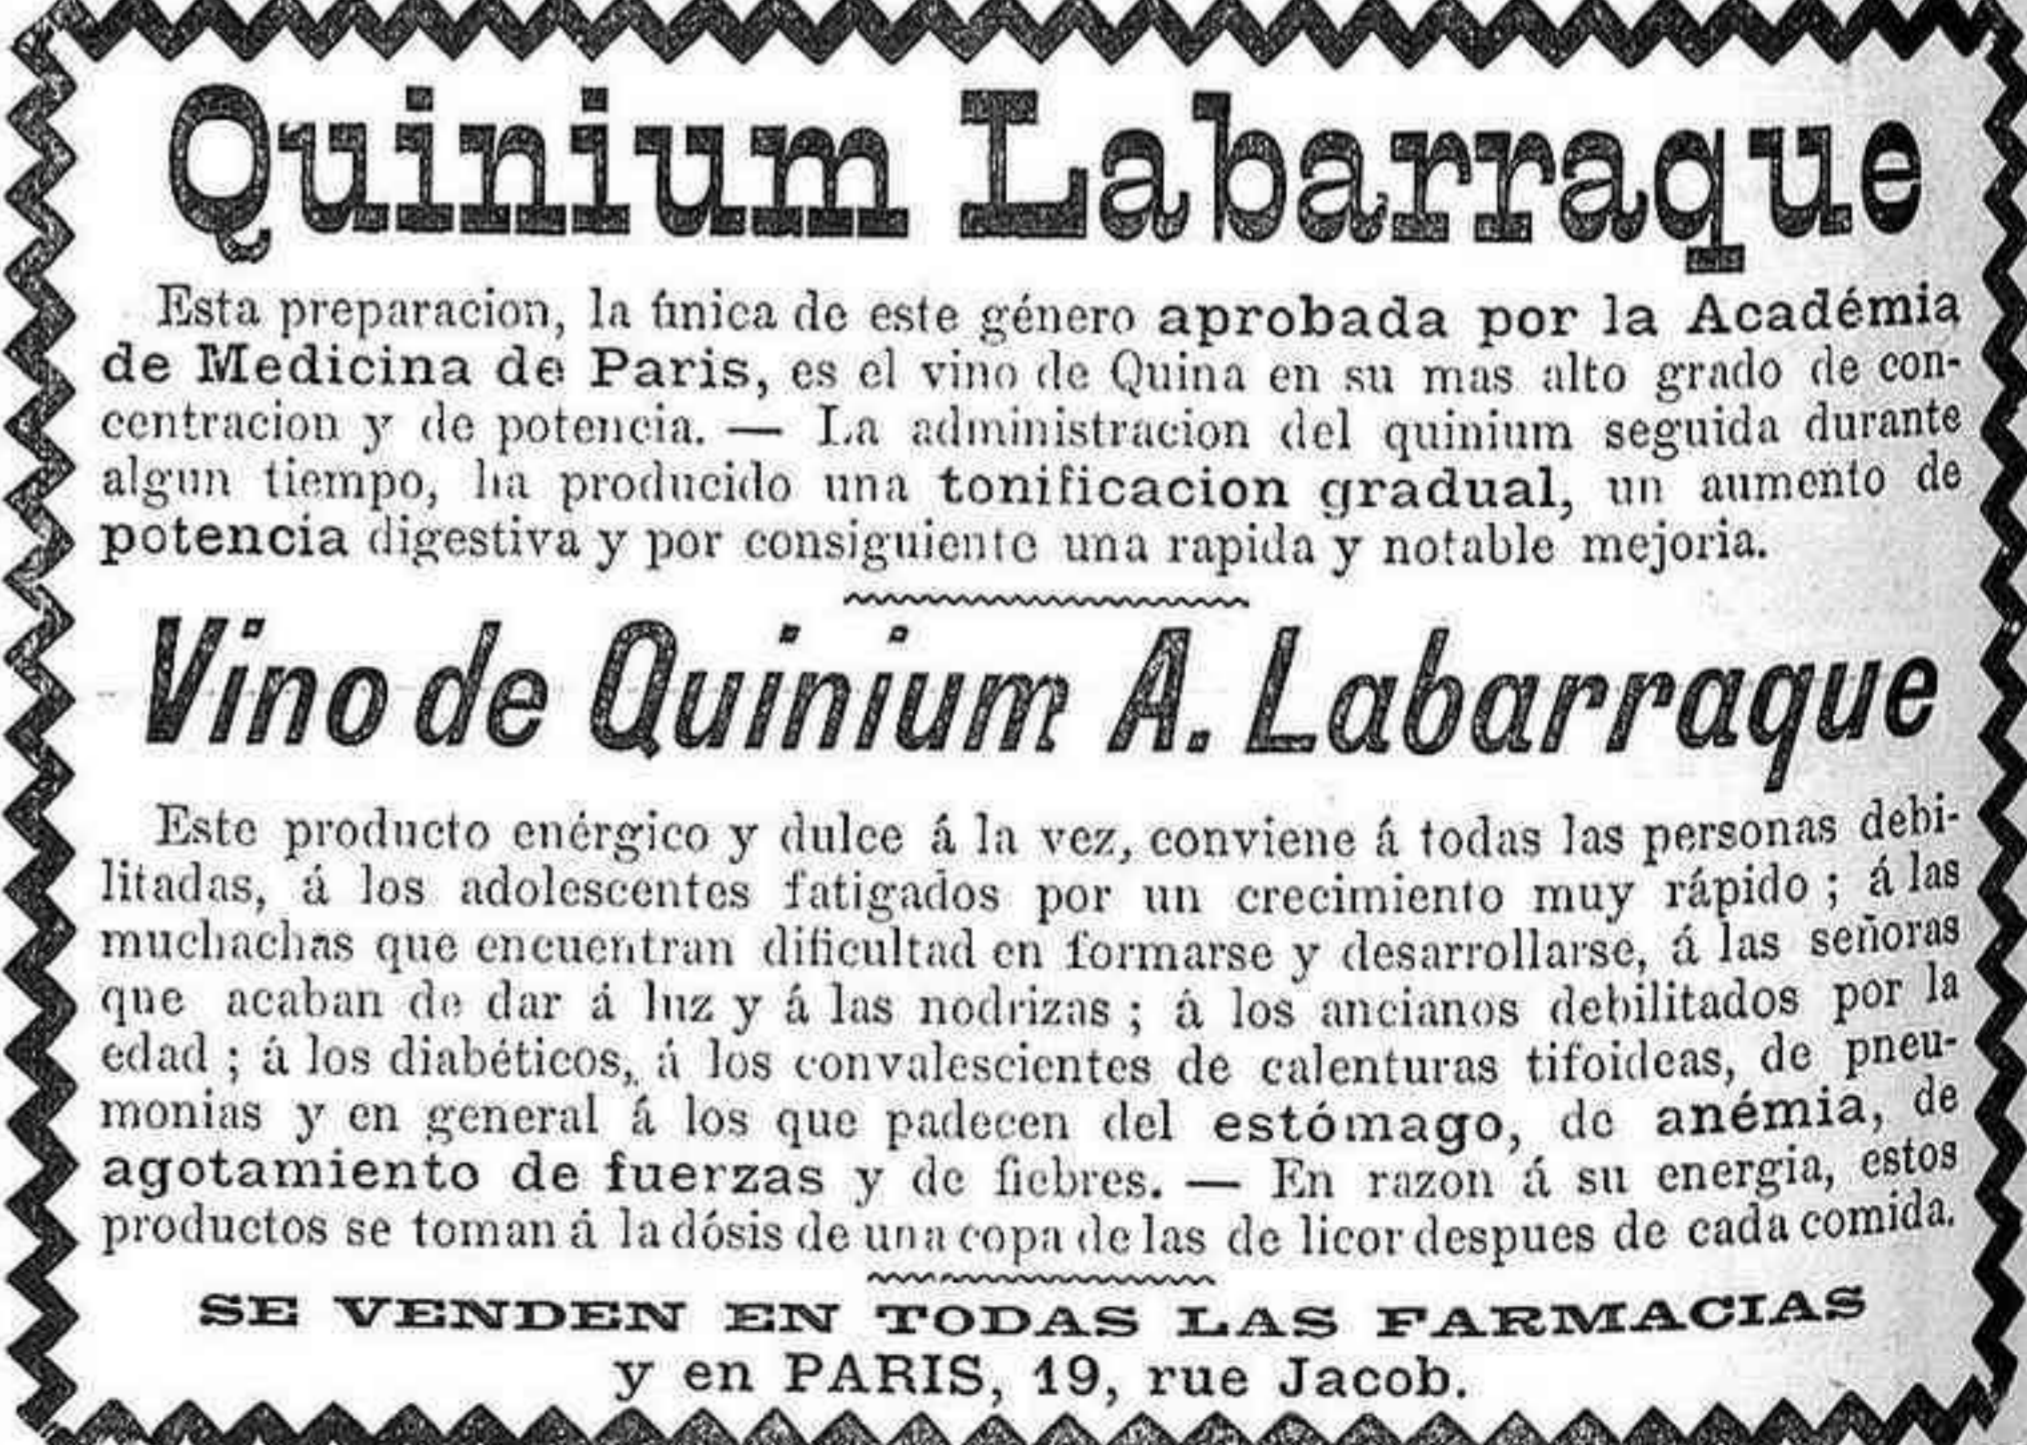 Quinium Labarraque
Esta preparacion, la única de este género aprobada por la Académia
de Medicina de Paris, es el vino de Quina en su mas alto grado de con-
centracion y de potencia. — La administracion del quinium seguida durante
algun tiempo, ha producido una tonificacion gradual, un aumento de
potencia digestiva y por consiguiente una rapida y notable mejoria.
Vino de Quinium A. Labarraque
Este producto enérgico y dulce á la vez, conviene á todas las personas debi-
litadas, á los adolescentes fatigados por un crecimiento muy rápido ; á las
muchachas que encuentran dificultad en formarse y desarrollarse, á las señoras
que acaban de dar á luz y á las nodrizas ; á los ancianos debilitados por la
edad ; á los diabéticos, á los convalescientes de calenturas tifoideas, de pneu-
monias y en general á los que padecen del estómago, de anémia, de
agotamiento de fuerzas y de fiebres. — En razon á su energia, estos
productos se toman á la dósis de una copa de las de licor despues de cada comida.
SE VENDEN EN TODAS LAS FARMACIAS
y en PARIS, 19, rue Jacob.